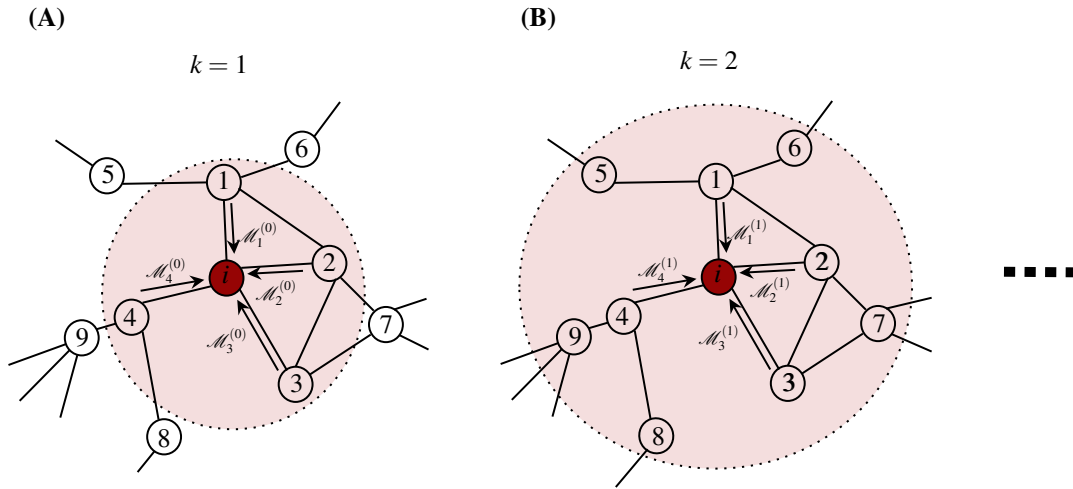 (A)
(B)
k = 1
k = 2
6
5
1
ℳ₁⁽⁰⁾
ℳ₄⁽⁰⁾
i
2
ℳ₂⁽⁰⁾
4
9
7
ℳ₃⁽⁰⁾
3
8
6
5
1
ℳ₁⁽¹⁾
ℳ₄⁽¹⁾
i
2
ℳ₂⁽¹⁾
4
9
7
ℳ₃⁽¹⁾
3
8